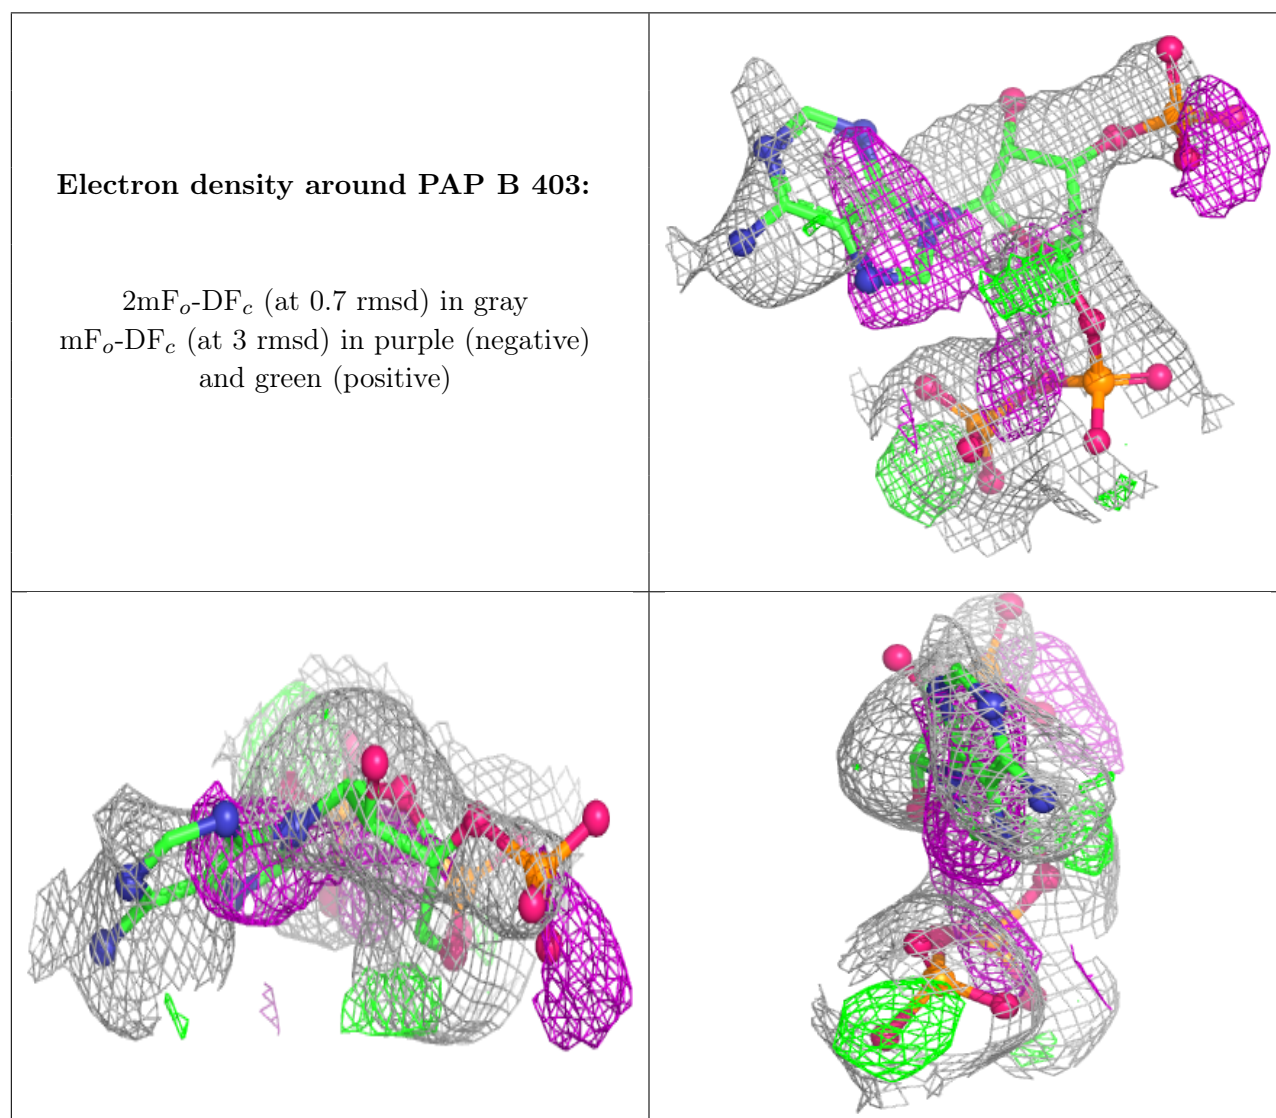 Electron density around PAP B 403:
2mFo-DFc (at 0.7 rmsd) in gray
mFo-DFc (at 3 rmsd) in purple (negative)
and green (positive)